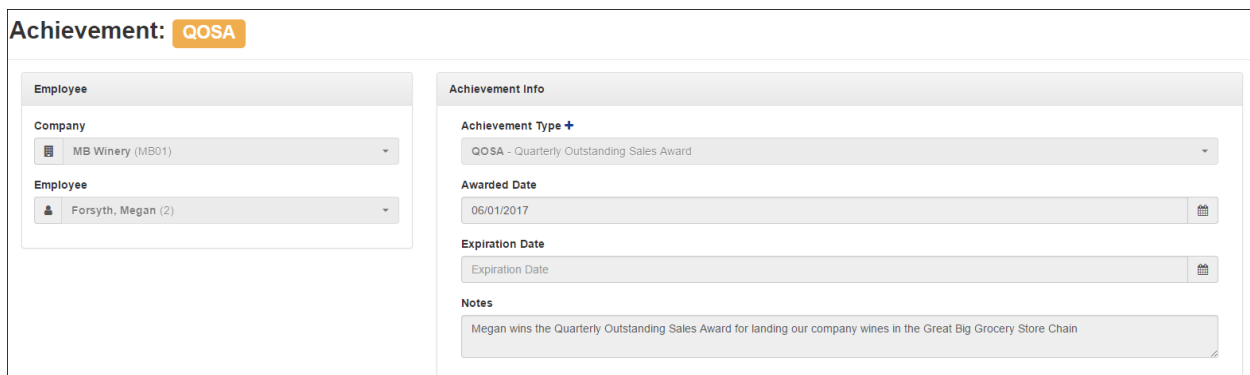 Achievement: QOSA
Employee
Company
MB Winery (MB01)
Employee
Forsyth, Megan (2)
Achievement Info
Achievement Type +
QOSA - Quarterly Outstanding Sales Award
Awarded Date
06/01/2017
Expiration Date
Expiration Date
Notes
Megan wins the Quarterly Outstanding Sales Award for landing our company wines in the Great Big Grocery Store Chain